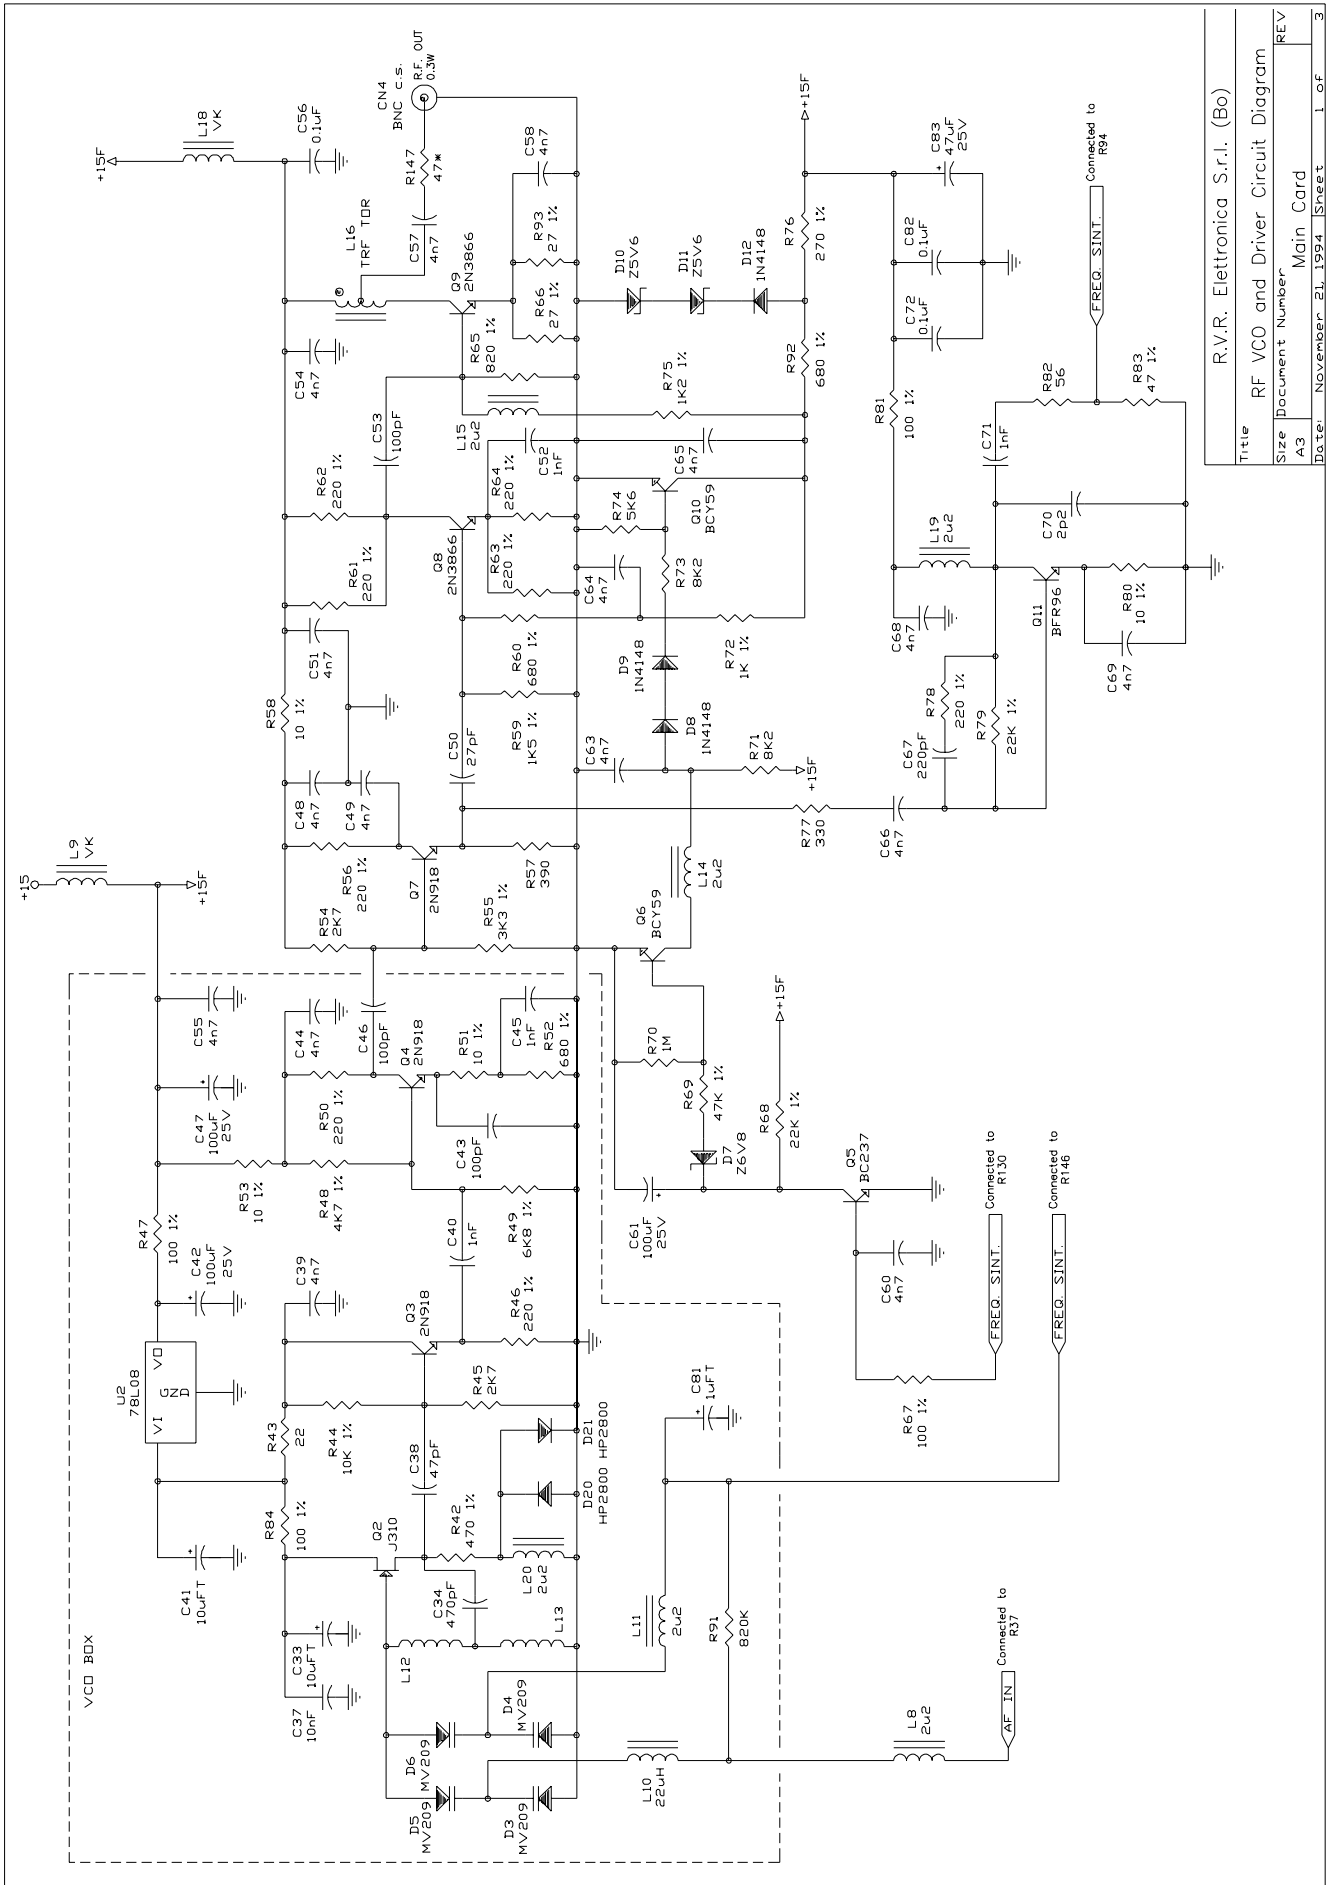 VCO BOX
C41
10uFT
C33
10uFT
C37
10nF
R84
100 1%
U2
78L08
VI
GND
VO
C42
100uF
25V
R47
100 1%
C47
100uF
25V
C55
4n7
+15
L9
VK
+15F
R43
22
C39
4n7
R53
10 1%
C44
4n7
R44
10K 1%
R48
4K7 1%
R50
220 1%
Q2
J310
C38
47pF
Q3
2N918
C40
1nF
Q4
2N918
C46
100pF
R42
470 1%
R45
2K7
R46
220 1%
R49
6K8 1%
C43
100pF
R51
10 1%
C45
1nF
R52
680 1%
C34
470pF
L12
L13
L20
2u2
D20
HP2800
D21
HP2800
D6
MV209
D5
MV209
D4
MV209
D3
MV209
L10
22uH
L11
2u2
R91
820K
C81
1uFT
L8
2u2
AF IN
Connected to
R37
R54
2K7
R56
220 1%
C48
4n7
C49
4n7
R58
10 1%
C51
4n7
R61
220 1%
R62
220 1%
C54
4n7
L16
TRF TOR
C56
0.1uF
L18
VK
+15F
Q7
2N918
R55
3K3 1%
R57
390
C50
27pF
R59
1K5 1%
R60
680 1%
Q8
2N3866
R63
220 1%
R64
220 1%
C53
100pF
L15
2u2
C52
1nF
R65
820 1%
Q9
2N3866
R66
27 1%
R93
27 1%
C57
4n7
R147
47*
C58
4n7
CN4
BNC c.s.
R.F. OUT
0.3W
Q6
BCY59
L14
2u2
C63
4n7
R71
8K2
+15F
D8
1N4148
D9
1N4148
C64
4n7
R73
8K2
R74
5K6
Q10
BCY59
C65
4n7
R72
1K 1%
R75
1K2 1%
D10
Z5V6
D11
Z5V6
D12
1N4148
R92
680 1%
R76
270 1%
+15F
R70
1M
R69
47K 1%
D7
Z6V8
C61
100uF
25V
R68
22K 1%
+15F
Q5
BC237
C60
4n7
R67
100 1%
FREQ. SINT.
Connected to
R130
FREQ. SINT.
Connected to
R146
R77
330
C66
4n7
C67
220pF
R78
220 1%
R79
22K 1%
C68
4n7
L19
2u2
R81
100 1%
C72
0.1uF
C82
0.1uF
C83
47uF
25V
Q11
BFR96
C69
4n7
R80
10 1%
C70
2p2
C71
1nF
R82
56
R83
47 1%
FREQ. SINT.
Connected to
R94
R.V.R. Elettronica S.r.l. (Bo)
Title
RF VCO and Driver Circuit Diagram
Size
Document Number
REV
A3
Main Card
Date: November 21, 1994 Sheet 1 of 3